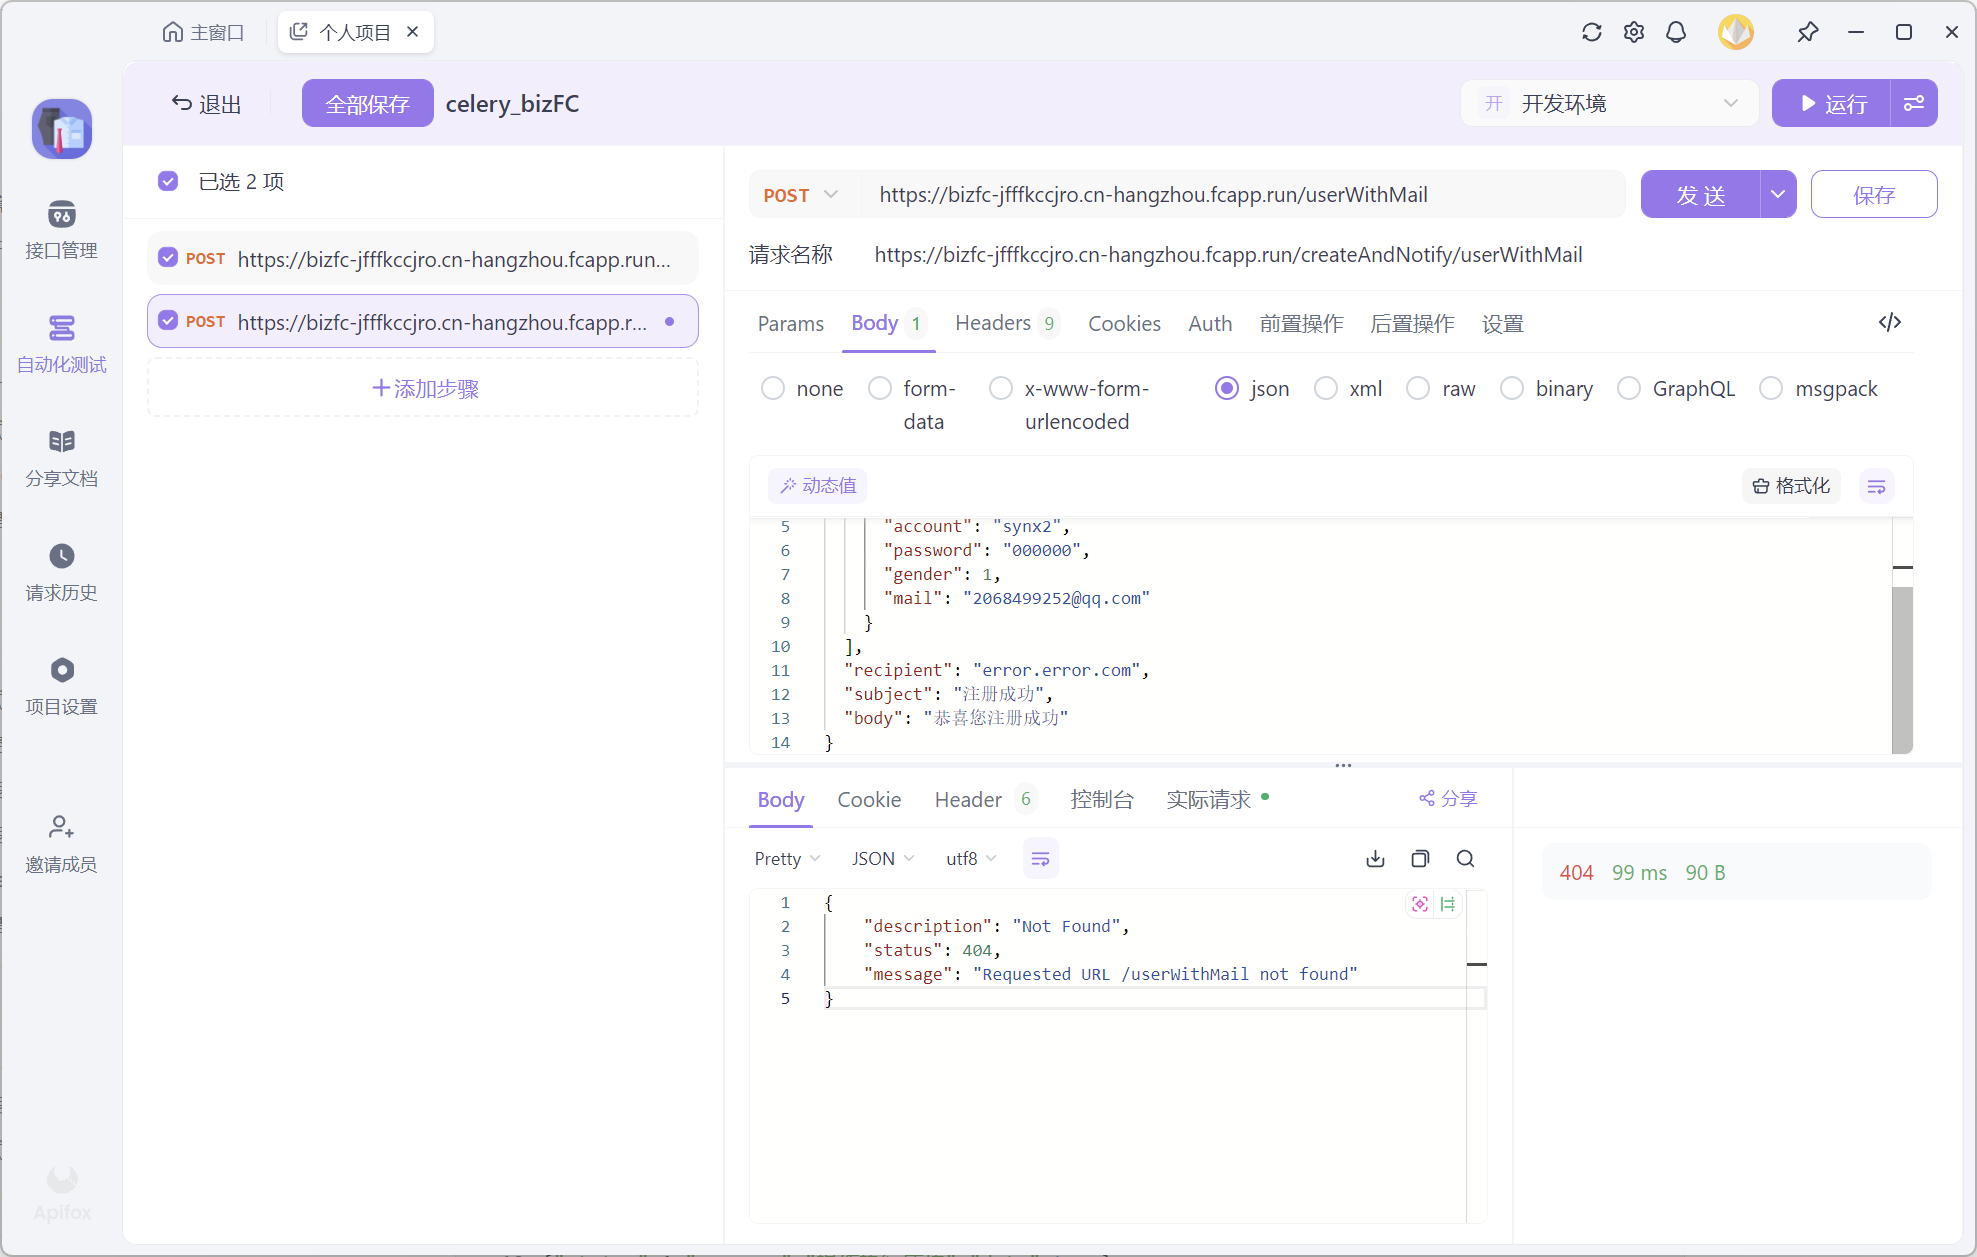 主窗口
个人项目
退出
全部保存
celery_bizFC
开 开发环境
运行
接口管理
自动化测试
分享文档
请求历史
项目设置
邀请成员
Apifox
已选 2 项
POST https://bizfc-jfffkccjro.cn-hangzhou.fcapp.run...
POST https://bizfc-jfffkccjro.cn-hangzhou.fcapp.r...
添加步骤
POST https://bizfc-jfffkccjro.cn-hangzhou.fcapp.run/userWithMail
发 送
保存
请求名称 https://bizfc-jfffkccjro.cn-hangzhou.fcapp.run/createAndNotify/userWithMail
Params Body 1 Headers 9 Cookies Auth 前置操作 后置操作 设置
none form-data x-www-form-urlencoded json xml raw binary GraphQL msgpack
动态值
格式化
5 "account": "synx2",
6 "password": "000000",
7 "gender": 1,
8 "mail": "2068499252@qq.com"
9 }
10 ],
11 "recipient": "error.error.com",
12 "subject": "注册成功",
13 "body": "恭喜您注册成功"
14 }
Body Cookie Header 6 控制台 实际请求 分享
Pretty JSON utf8
1 {
2 "description": "Not Found",
3 "status": 404,
4 "message": "Requested URL /userWithMail not found"
5 }
404 99 ms 90 B